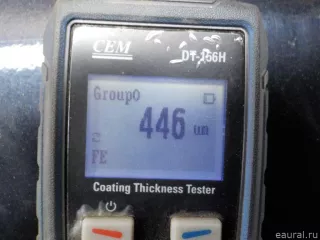 CEM
DT-156H
Group0
446 um
FE
Coating Thickness Tester
eaural.ru